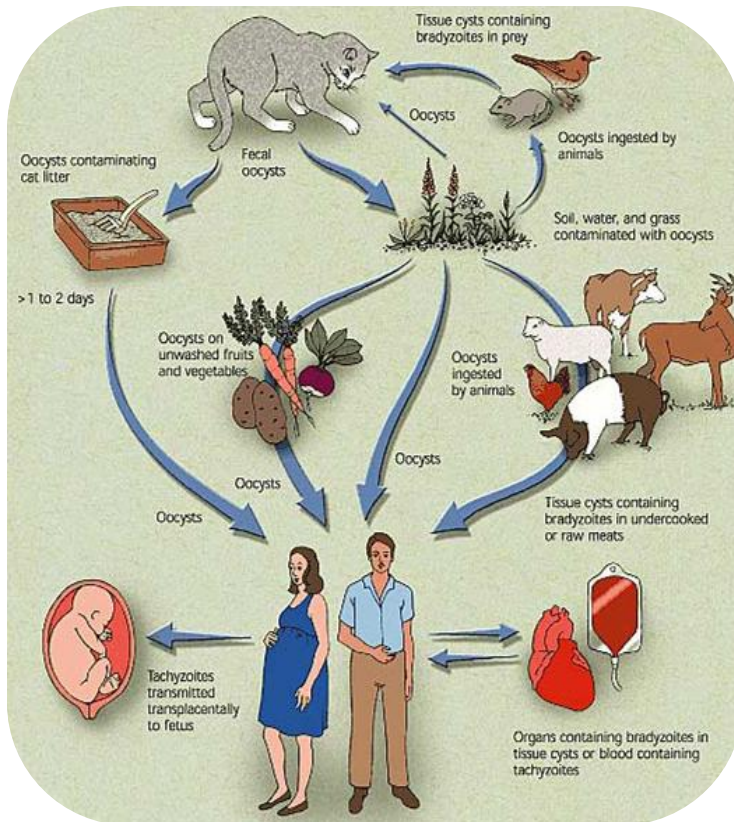 Tissue cysts containing
bradyzoites in prey
Oocysts
Oocysts ingested by
animals
Oocysts contaminating
cat litter
Fecal
oocysts
Soil, water, and grass
contaminated with oocysts
>1 to 2 days
Oocysts on
unwashed fruits
and vegetables
Oocysts
ingested
by animals
Oocysts
Oocysts
Oocysts
Tissue cysts containing
bradyzoites in undercooked
or raw meats
Tachyzoites
transmitted
transplacentally
to fetus
Organs containing bradyzoites in
tissue cysts or blood containing
tachyzoites